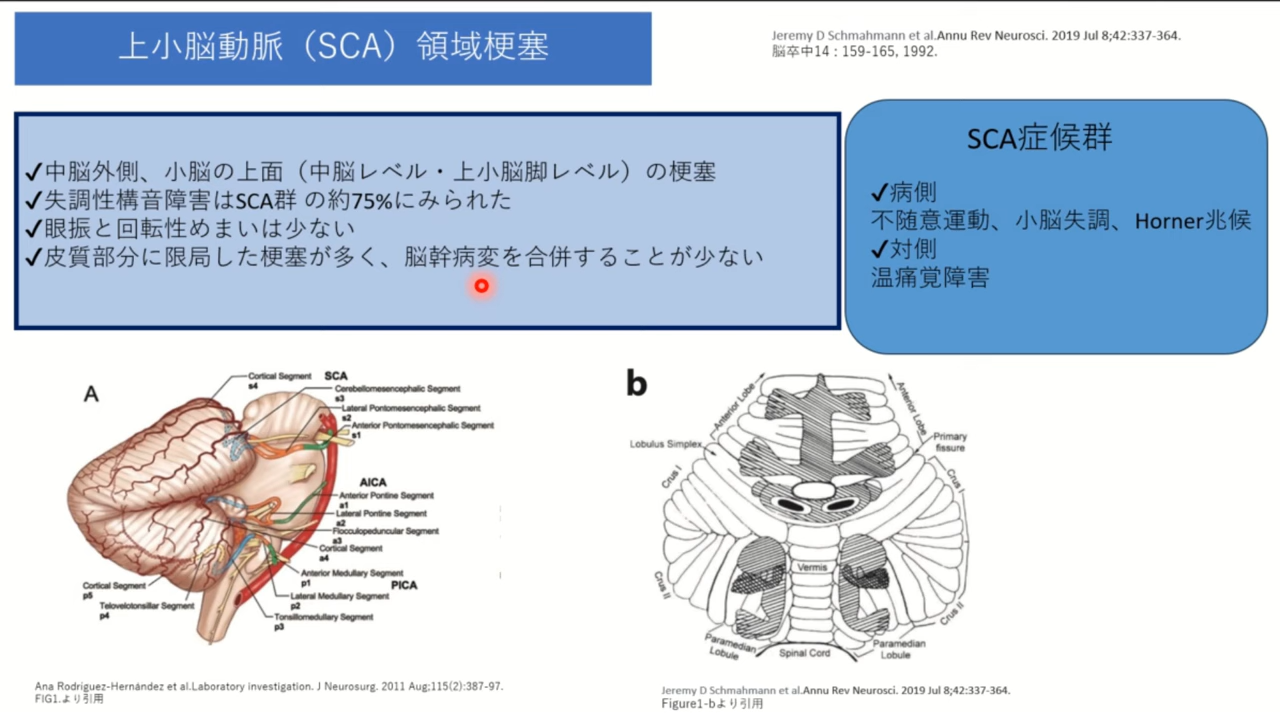 上小脳動脈（SCA）領域梗塞
Jeremy D Schmahmann et al.Annu Rev Neurosci. 2019 Jul 8;42:337-364.
脳卒中14 : 159-165, 1992.
✓中脳外側、小脳の上面（中脳レベル・上小脳脚レベル）の梗塞
✓失調性構音障害はSCA群 の約75%にみられた
✓眼振と回転性めまいは少ない
✓皮質部分に限局した梗塞が多く、脳幹病変を合併することが少ない
SCA症候群
✓病側
不随意運動、小脳失調、Horner兆候
✓対側
温痛覚障害
A
Cortical Segment
s4
SCA
Cerebellomesencephalic Segment
s3
Lateral Pontomesencephalic Segment
s2
Anterior Pontomesencephalic Segment
s1
AICA
Anterior Pontine Segment
a1
Lateral Pontine Segment
a2
Flocculopeduncular Segment
a3
Cortical Segment
a4
Anterior Medullary Segment
p1
PICA
Lateral Medullary Segment
p2
Tonsillomedullary Segment
p3
Cortical Segment
p5
Telovelotonsillar Segment
p4
Ana Rodríguez-Hernández et al.Laboratory investigation. J Neurosurg. 2011 Aug;115(2):387-97.
FIG1.より引用
b
Anterior Lobe
Anterior Lobe
Lobulus Simplex
Primary
fissure
Crus I
Crus I
Vermis
Crus II
Crus II
Paramedian
Lobule
Spinal Cord
Paramedian
Lobule
Jeremy D Schmahmann et al.Annu Rev Neurosci. 2019 Jul 8;42:337-364.
Figure1-bより引用